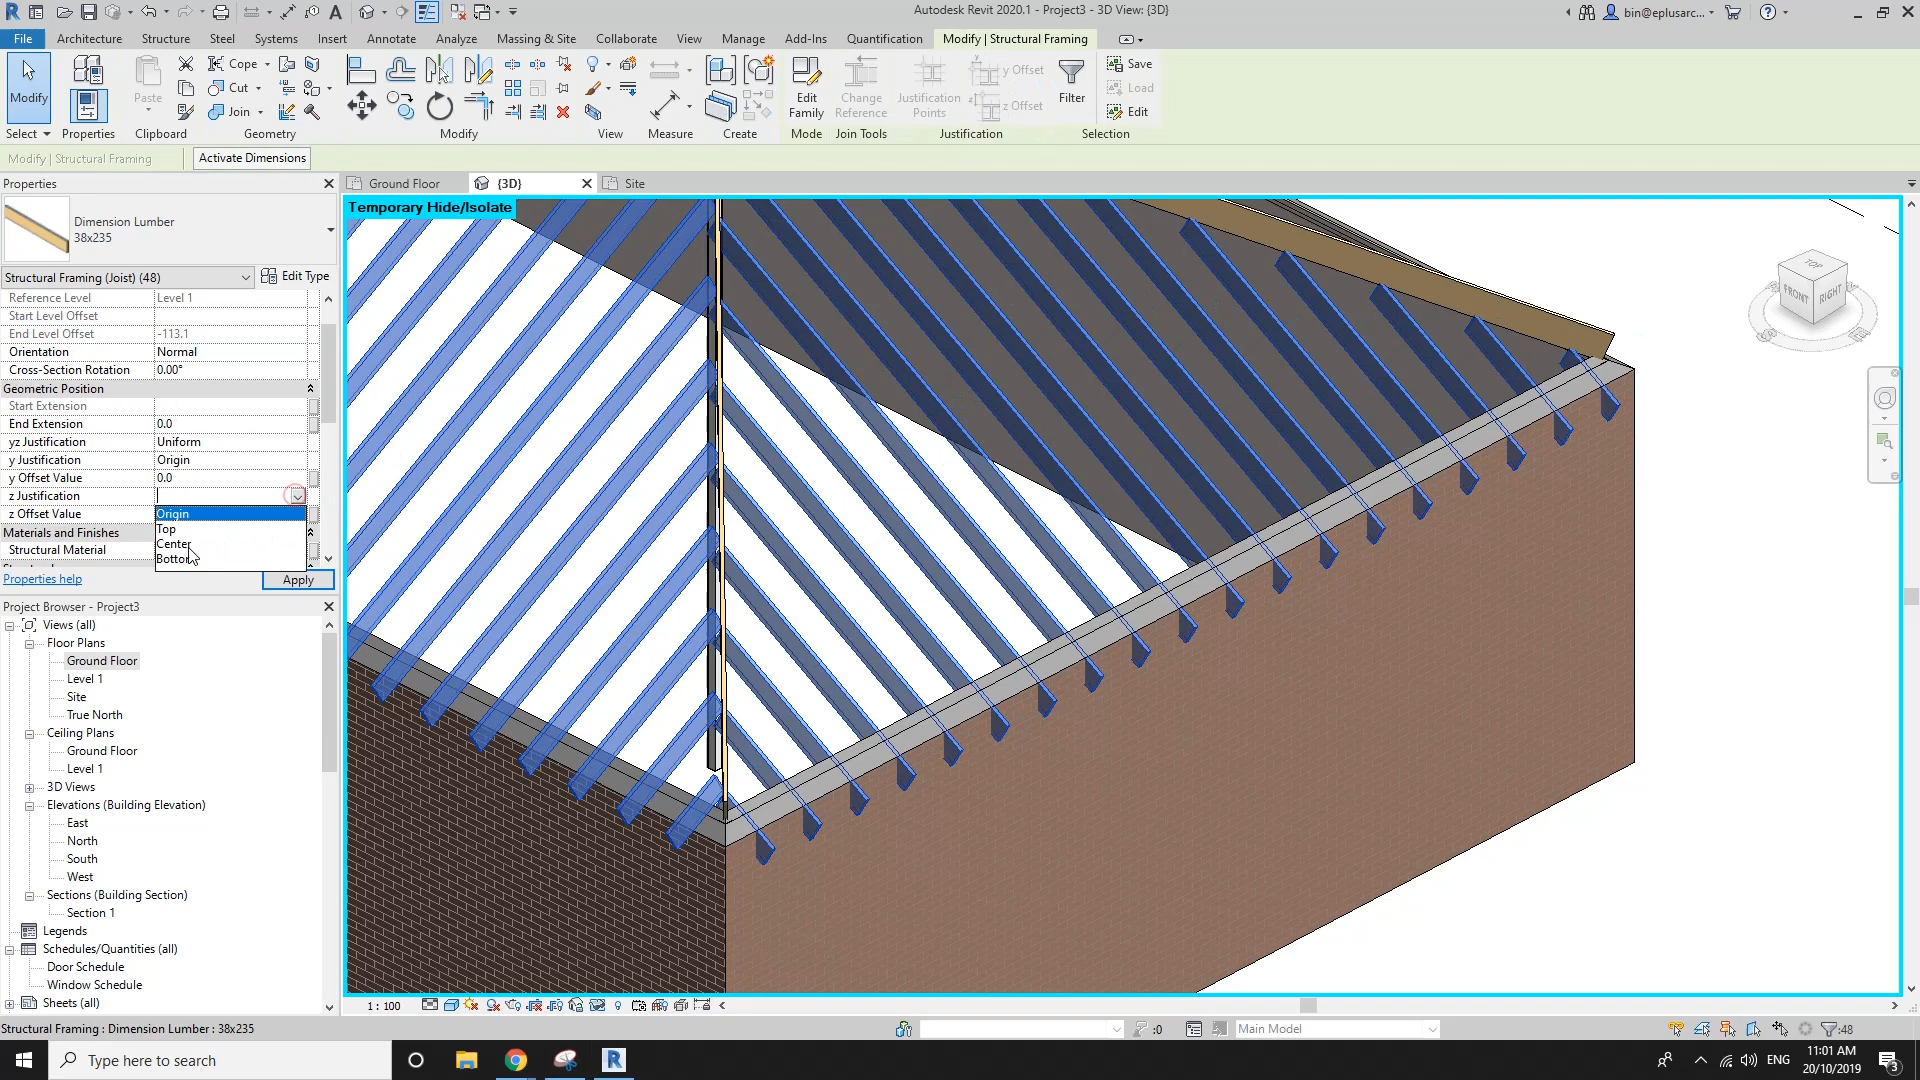 Autodesk Revit 2020.1 - Project3 - 3D View: {3D}
bin@eplusarc...
File Architecture Structure Steel Systems Insert Annotate Analyze Massing & Site Collaborate View Manage Add-Ins Quantification Modify | Structural Framing
Modify
Paste
Cope
Cut
Join
Edit Family
Change Reference
Justification Points
y Offset
z Offset
Filter
Save
Load
Edit
Select Properties Clipboard Geometry Modify View Measure Create Mode Join Tools Justification Selection
Modify | Structural Framing
Activate Dimensions
Properties
Ground Floor
{3D}
Site
Temporary Hide/Isolate
Dimension Lumber
38x235
Structural Framing (Joist) (48)
Edit Type
Reference Level Level 1
Start Level Offset
End Level Offset -113.1
Orientation Normal
Cross-Section Rotation 0.00°
Geometric Position
Start Extension
End Extension 0.0
yz Justification Uniform
y Justification Origin
y Offset Value 0.0
z Justification
z Offset Value
Origin
Top
Center
Materials and Finishes
Structural Material
Properties help
Apply
Project Browser - Project3
Views (all)
Floor Plans
Ground Floor
Level 1
Site
True North
Ceiling Plans
Ground Floor
Level 1
3D Views
Elevations (Building Elevation)
East
North
South
West
Sections (Building Section)
Section 1
Legends
Schedules/Quantities (all)
Door Schedule
Window Schedule
Sheets (all)
TOP
FRONT
RIGHT
1 : 100
Structural Framing : Dimension Lumber : 38x235
:0
Main Model
:48
Type here to search
ENG
11:01 AM
20/10/2019
3